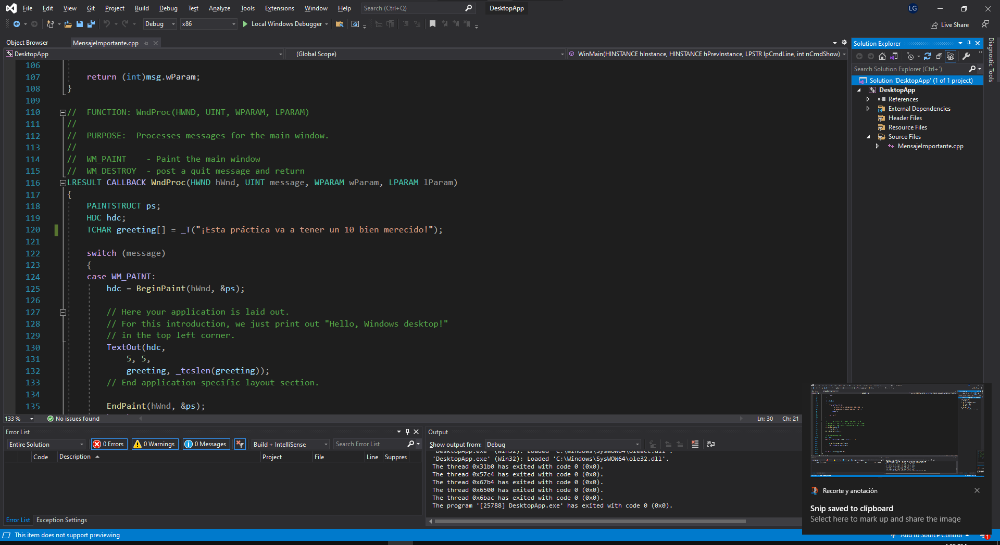 File Edit View Git Project Build Debug Test Analyze Tools Extensions Window Help Search (Ctrl+Q) DesktopApp LG
Debug x86 Local Windows Debugger Live Share
Object Browser MensajeImportante.cpp
DesktopApp (Global Scope) WinMain(HINSTANCE hInstance, HINSTANCE hPrevInstance, LPSTR lpCmdLine, int nCmdShow)
106
107 return (int)msg.wParam;
108 }
109
110 // FUNCTION: WndProc(HWND, UINT, WPARAM, LPARAM)
111 //
112 // PURPOSE: Processes messages for the main window.
113 //
114 // WM_PAINT - Paint the main window
115 // WM_DESTROY - post a quit message and return
116 LRESULT CALLBACK WndProc(HWND hWnd, UINT message, WPARAM wParam, LPARAM lParam)
117 {
118 PAINTSTRUCT ps;
119 HDC hdc;
120 TCHAR greeting[] = _T("¡Esta práctica va a tener un 10 bien merecido!");
121
122 switch (message)
123 {
124 case WM_PAINT:
125 hdc = BeginPaint(hWnd, &ps);
126
127 // Here your application is laid out.
128 // For this introduction, we just print out "Hello, Windows desktop!"
129 // in the top left corner.
130 TextOut(hdc,
131 5, 5,
132 greeting, _tcslen(greeting));
133 // End application-specific layout section.
134
135 EndPaint(hWnd, &ps);
133 % No issues found Ln: 30 Ch: 21
Solution Explorer
Search Solution Explorer (Ctrl+´)
Solution 'DesktopApp' (1 of 1 project)
DesktopApp
References
External Dependencies
Header Files
Resource Files
Source Files
MensajeImportante.cpp
Diagnostic Tools
Error List
Entire Solution 0 Errors 0 Warnings 0 Messages Build + IntelliSense Search Error List
Code Description Project File Line Suppres
Error List Exception Settings
Output
Show output from: Debug
'DesktopApp.exe' (Win32): Loaded 'C:\Windows\SysWOW64\oleacc.dll'.
'DesktopApp.exe' (Win32): Loaded 'C:\Windows\SysWOW64\ole32.dll'.
The thread 0x31b0 has exited with code 0 (0x0).
The thread 0x57c4 has exited with code 0 (0x0).
The thread 0x67b4 has exited with code 0 (0x0).
The thread 0x6500 has exited with code 0 (0x0).
The thread 0x6bac has exited with code 0 (0x0).
The program '[25788] DesktopApp.exe' has exited with code 0 (0x0).
Recorte y anotación
Snip saved to clipboard
Select here to mark up and share the image
This item does not support previewing Add to Source Control 1